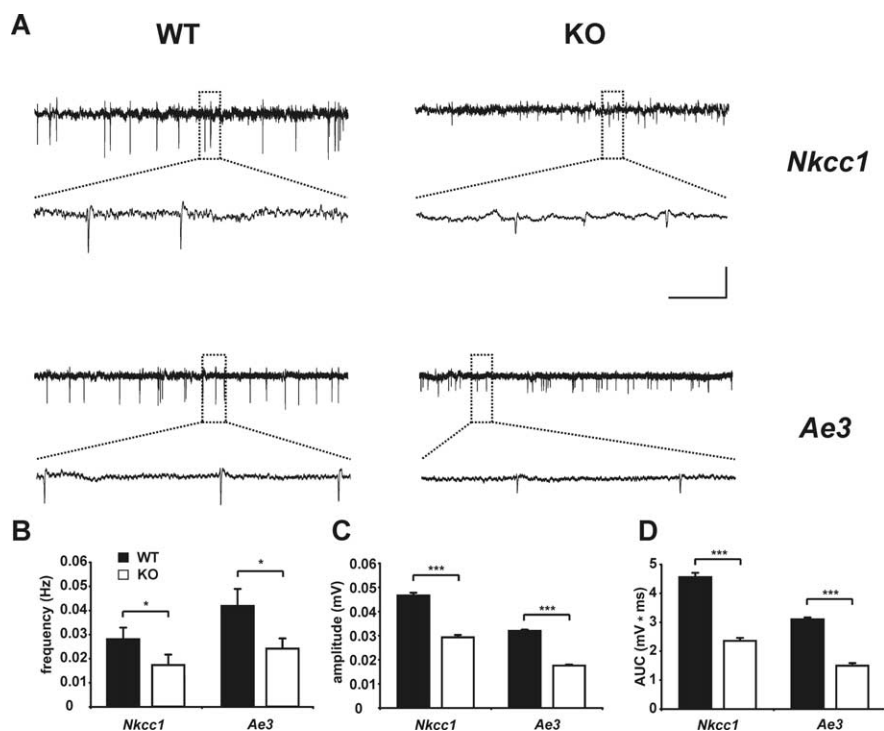 A
WT
KO
Nkcc1
Ae3
B
WT
KO
frequency (Hz)
0.06
0.05
0.04
0.03
0.02
0.01
0
*
*
Nkcc1
Ae3
C
amplitude (mV)
0.06
0.05
0.04
0.03
0.02
0.01
0
***
***
Nkcc1
Ae3
D
AUC (mV * ms)
5
4
3
2
1
0
***
***
Nkcc1
Ae3